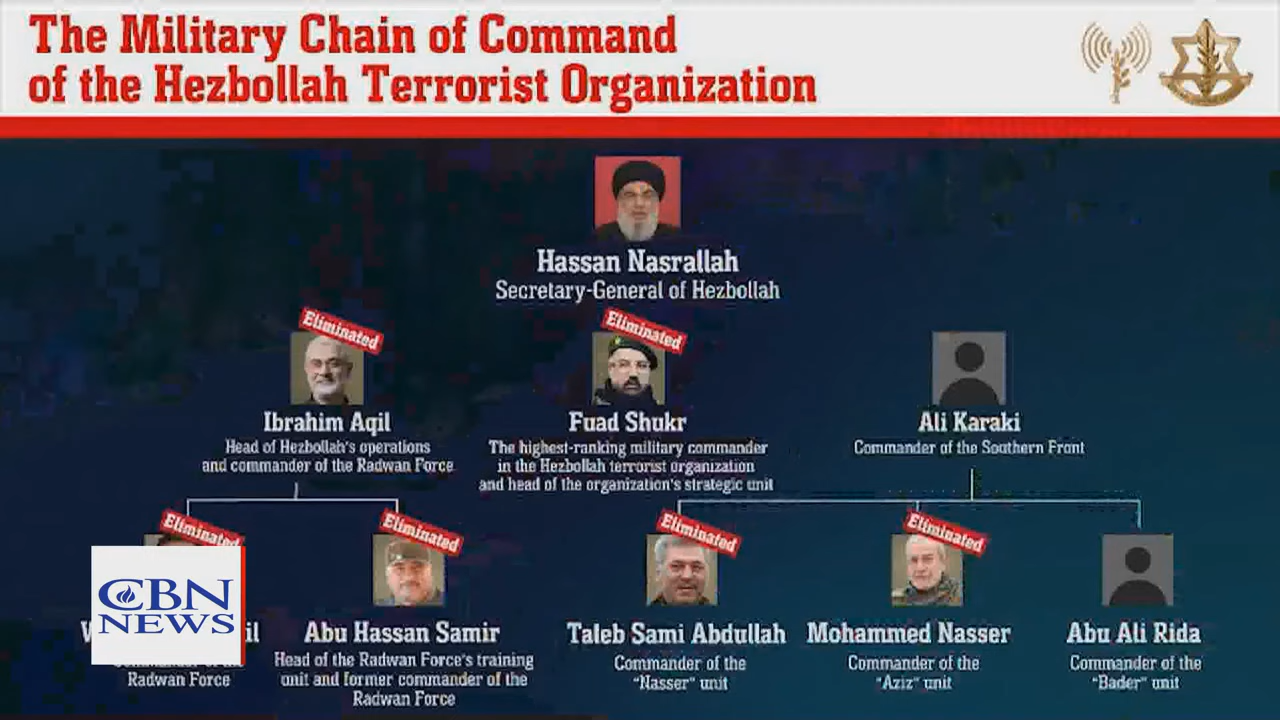 The Military Chain of Command
of the Hezbollah Terrorist Organization
Hassan Nasrallah
Secretary-General of Hezbollah
Eliminated
Ibrahim Aqil
Head of Hezbollah's operations
and commander of the Radwan Force
Eliminated
Fuad Shukr
The highest-ranking military commander
in the Hezbollah terrorist organization
and head of the organization's strategic unit
Ali Karaki
Commander of the Southern Front
Eliminated
CBN
NEWS
Commander of the
Radwan Force
Eliminated
Abu Hassan Samir
Head of the Radwan Force's training
unit and former commander of the
Radwan Force
Eliminated
Taleb Sami Abdullah
Commander of the
"Nasser" unit
Eliminated
Mohammed Nasser
Commander of the
"Aziz" unit
Abu Ali Rida
Commander of the
"Bader" unit